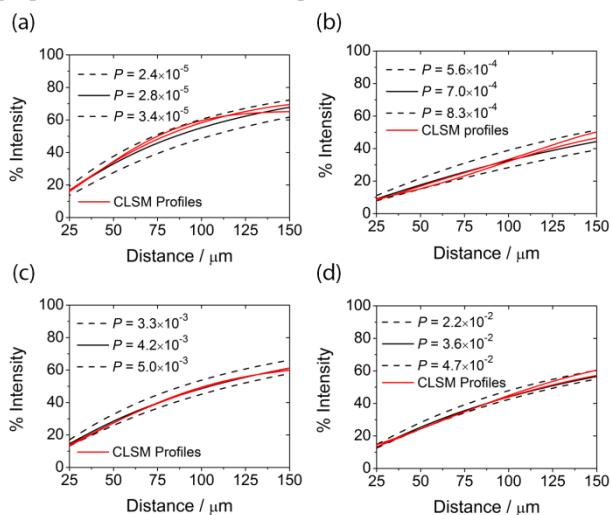 (a)
P = 2.4×10⁻⁵
P = 2.8×10⁻⁵
P = 3.4×10⁻⁵
CLSM Profiles
% Intensity
100
80
60
40
20
0
25 50 75 100 125 150
Distance / μm
(b)
P = 5.6×10⁻⁴
P = 7.0×10⁻⁴
P = 8.3×10⁻⁴
CLSM profiles
% Intensity
100
80
60
40
20
0
25 50 75 100 125 150
Distance / μm
(c)
P = 3.3×10⁻³
P = 4.2×10⁻³
P = 5.0×10⁻³
CLSM Profiles
% Intensity
100
80
60
40
20
0
25 50 75 100 125 150
Distance / μm
(d)
P = 2.2×10⁻²
P = 3.6×10⁻²
P = 4.7×10⁻²
CLSM Profiles
% Intensity
100
80
60
40
20
0
25 50 75 100 125 150
Distance / μm